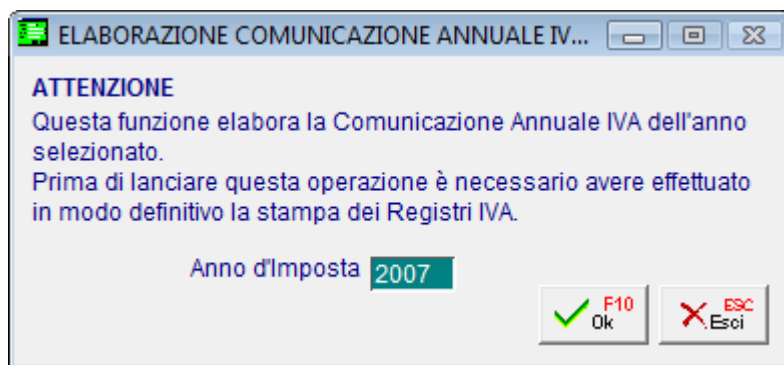 ELABORAZIONE COMUNICAZIONE ANNUALE IV...
ATTENZIONE
Questa funzione elabora la Comunicazione Annuale IVA dell'anno
selezionato.
Prima di lanciare questa operazione è necessario avere effettuato
in modo definitivo la stampa dei Registri IVA.
Anno d'Imposta 2007
F10
Ok
ESC
Esci